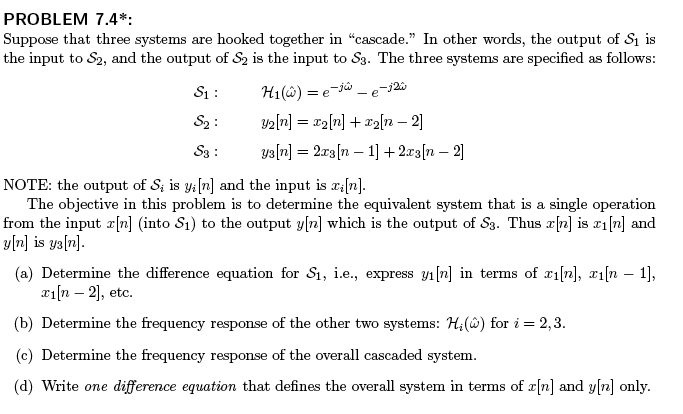 PROBLEM 7.4*:
Suppose that three systems are hooked together in “cascade.” In other words, the output of S₁ is
the input to S₂, and the output of S₂ is the input to S₃. The three systems are specified as follows:
S₁ : H₁(ω̂) = e^{−jω̂} − e^{−j2ω̂}
S₂ : y₂[n] = x₂[n] + x₂[n − 2]
S₃ : y₃[n] = 2x₃[n − 1] + 2x₃[n − 2]
NOTE: the output of Sᵢ is yᵢ[n] and the input is xᵢ[n].
The objective in this problem is to determine the equivalent system that is a single operation
from the input x[n] (into S₁) to the output y[n] which is the output of S₃. Thus x[n] is x₁[n] and
y[n] is y₃[n].
(a) Determine the difference equation for S₁, i.e., express y₁[n] in terms of x₁[n], x₁[n − 1],
x₁[n − 2], etc.
(b) Determine the frequency response of the other two systems: Hᵢ(ω̂) for i = 2, 3.
(c) Determine the frequency response of the overall cascaded system.
(d) Write one difference equation that defines the overall system in terms of x[n] and y[n] only.